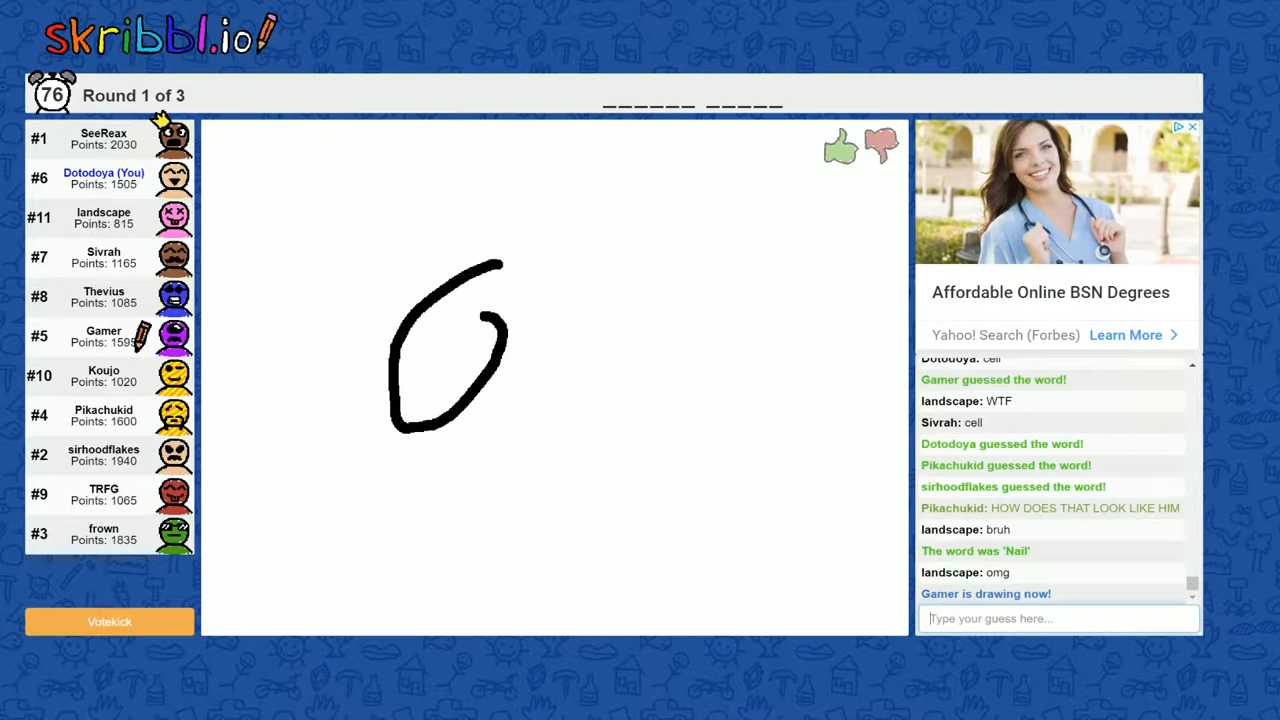 skribbl.io!
76
Round 1 of 3
______ _____
#1 SeeReax
Points: 2030
#6 Dotodoya (You)
Points: 1505
#11 landscape
Points: 815
#7 Sivrah
Points: 1165
#8 Thevius
Points: 1085
#5 Gamer
Points: 1595
#10 Koujo
Points: 1020
#4 Pikachukid
Points: 1600
#2 sirhoodflakes
Points: 1940
#9 TRFG
Points: 1065
#3 frown
Points: 1835
Votekick
Affordable Online BSN Degrees
Yahoo! Search (Forbes) Learn More >
Dotodoya: cell
Gamer guessed the word!
landscape: WTF
Sivrah: cell
Dotodoya guessed the word!
Pikachukid guessed the word!
sirhoodflakes guessed the word!
Pikachukid: HOW DOES THAT LOOK LIKE HIM
landscape: bruh
The word was 'Nail'
landscape: omg
Gamer is drawing now!
Type your guess here...